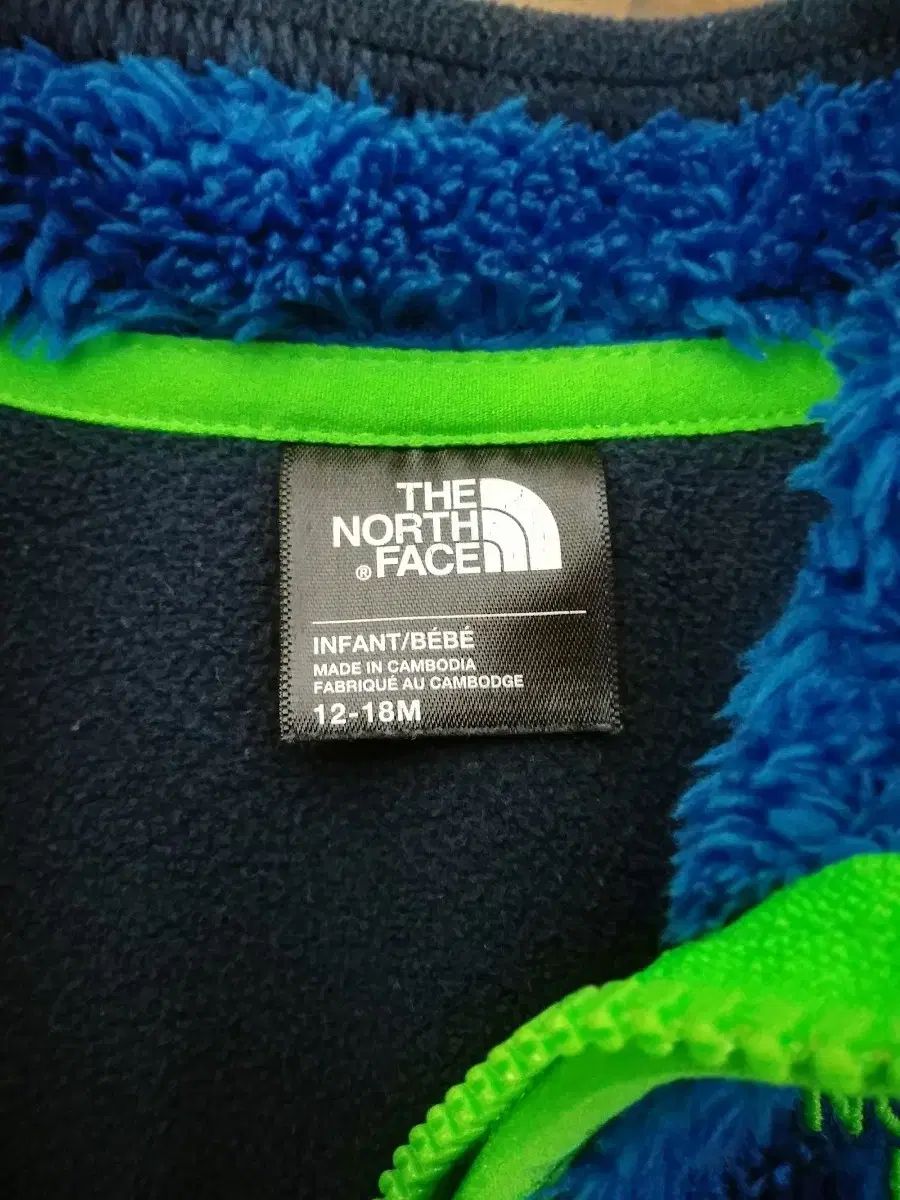 THE
NORTH
® FACE
INFANT/BÉBÉ
MADE IN CAMBODIA
FABRIQUÉ AU CAMBODGE
12-18M